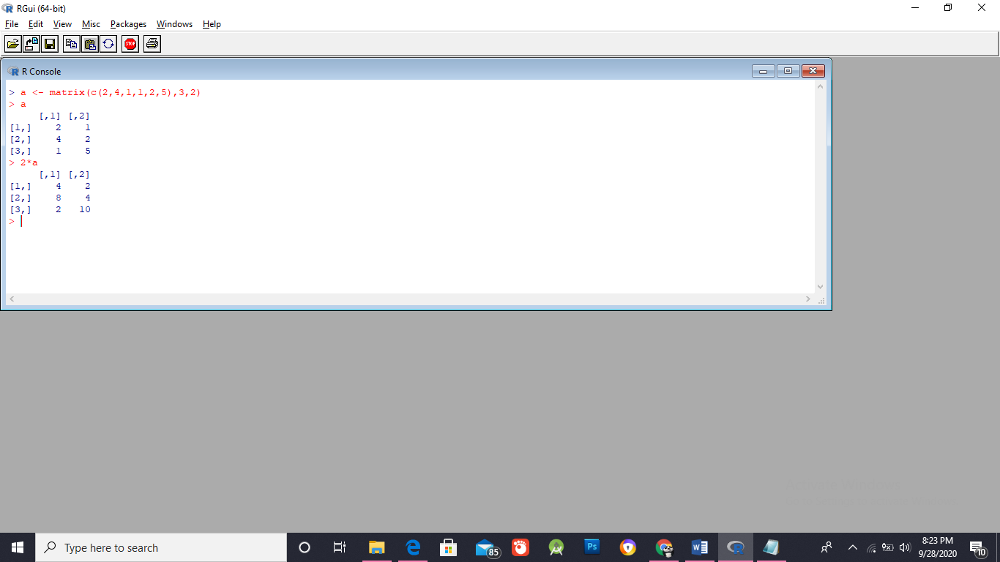 RGui (64-bit)
File Edit View Misc Packages Windows Help
STOP
R Console
> a <- matrix(c(2,4,1,1,2,5),3,2)
> a
     [,1] [,2]
[1,]    2    1
[2,]    4    2
[3,]    1    5
> 2*a
     [,1] [,2]
[1,]    4    2
[2,]    8    4
[3,]    2   10
>
Type here to search
85
Ps
8:23 PM
9/28/2020
10